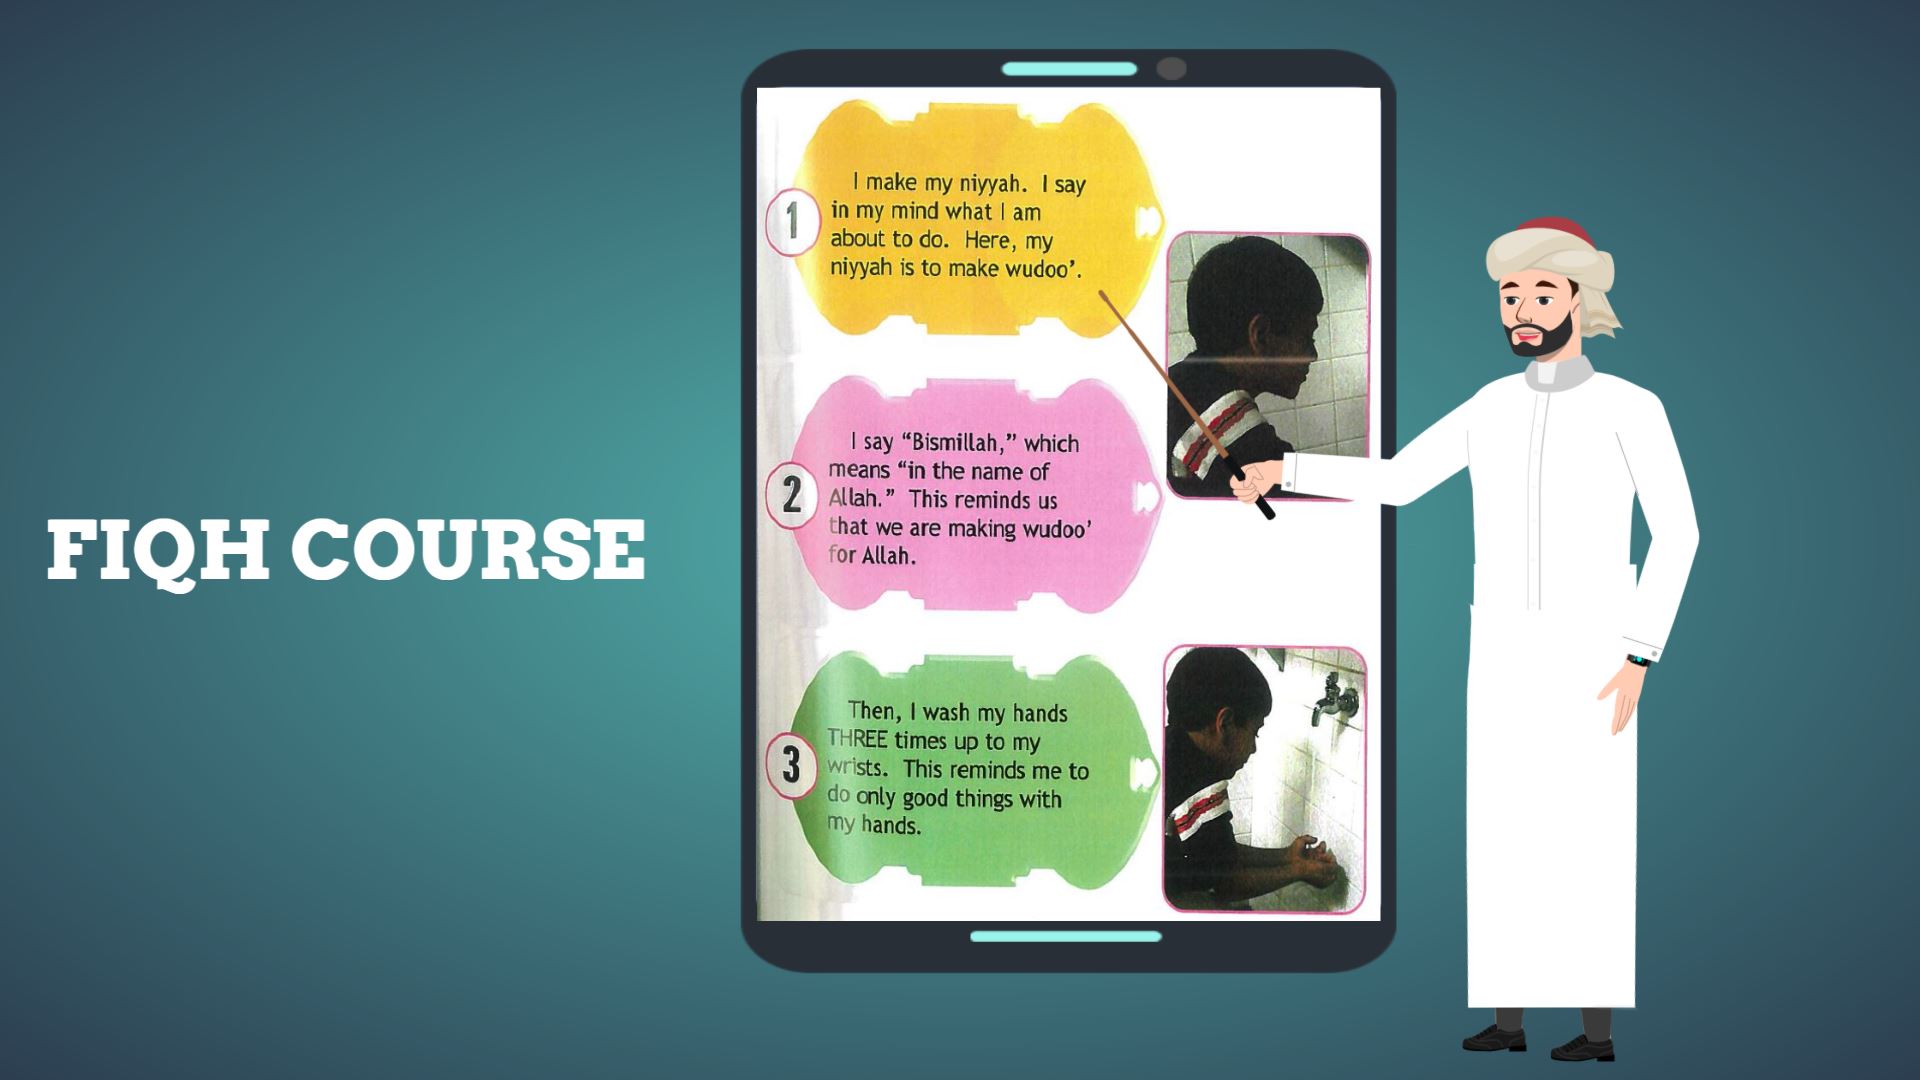 FIQH COURSE
1
I make my niyyah. I say
in my mind what I am
about to do. Here, my
niyyah is to make wudoo’.
2
I say “Bismillah,” which
means “in the name of
Allah.” This reminds us
that we are making wudoo’
for Allah.
3
Then, I wash my hands
THREE times up to my
wrists. This reminds me to
do only good things with
my hands.